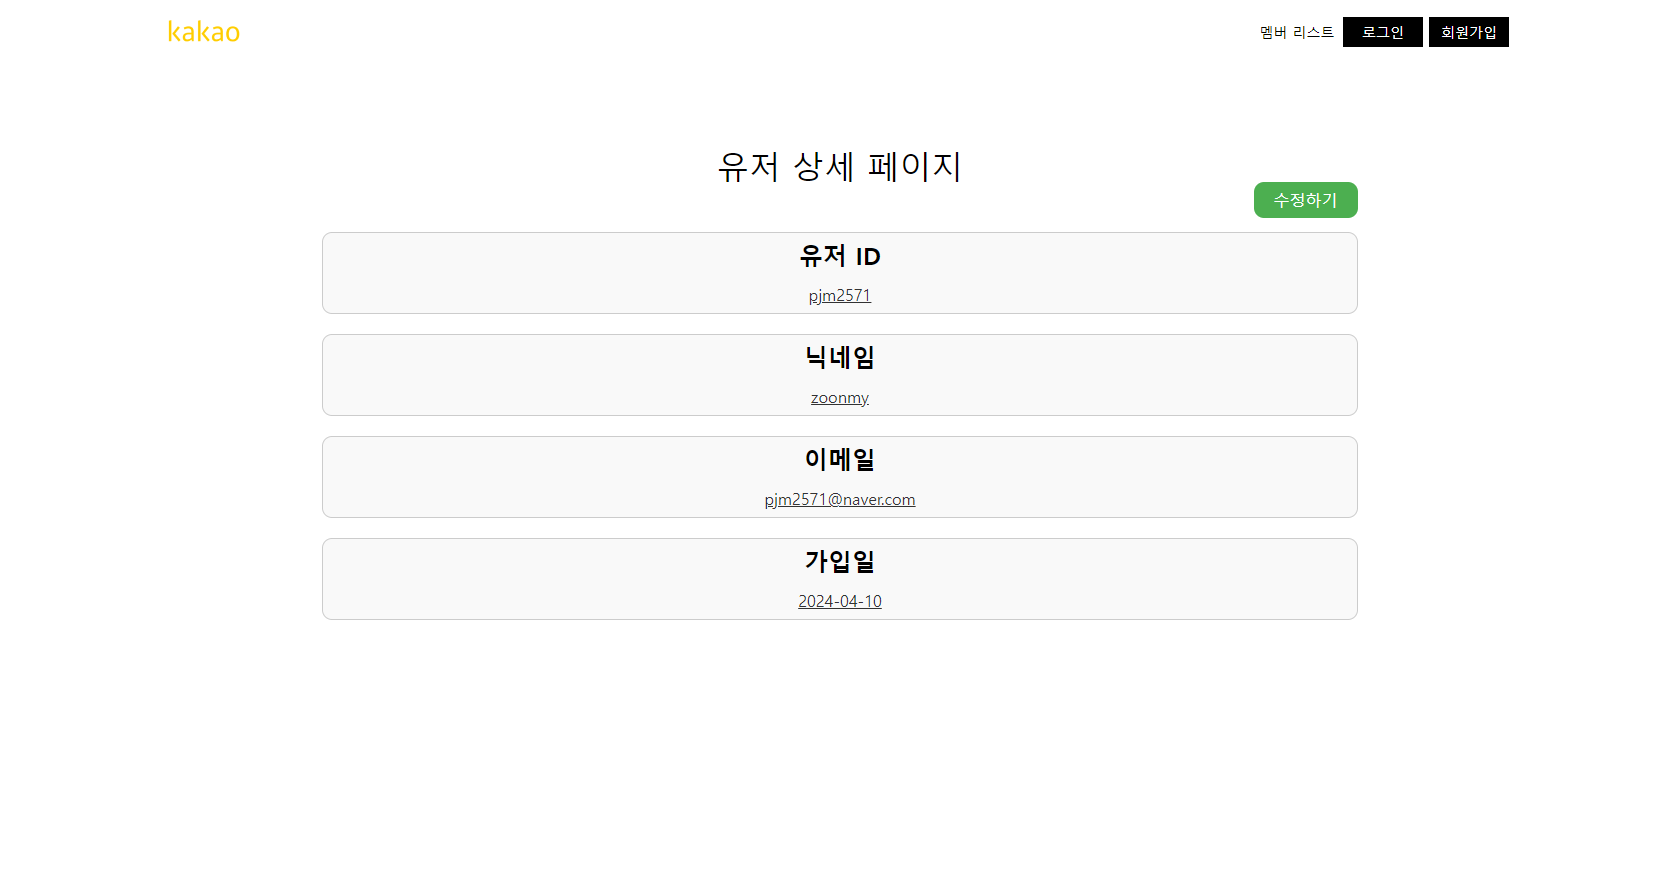 kakao
멤버 리스트 로그인 회원가입
유저 상세 페이지
수정하기
유저 ID
pjm2571
닉네임
zoonmy
이메일
pjm2571@naver.com
가입일
2024-04-10